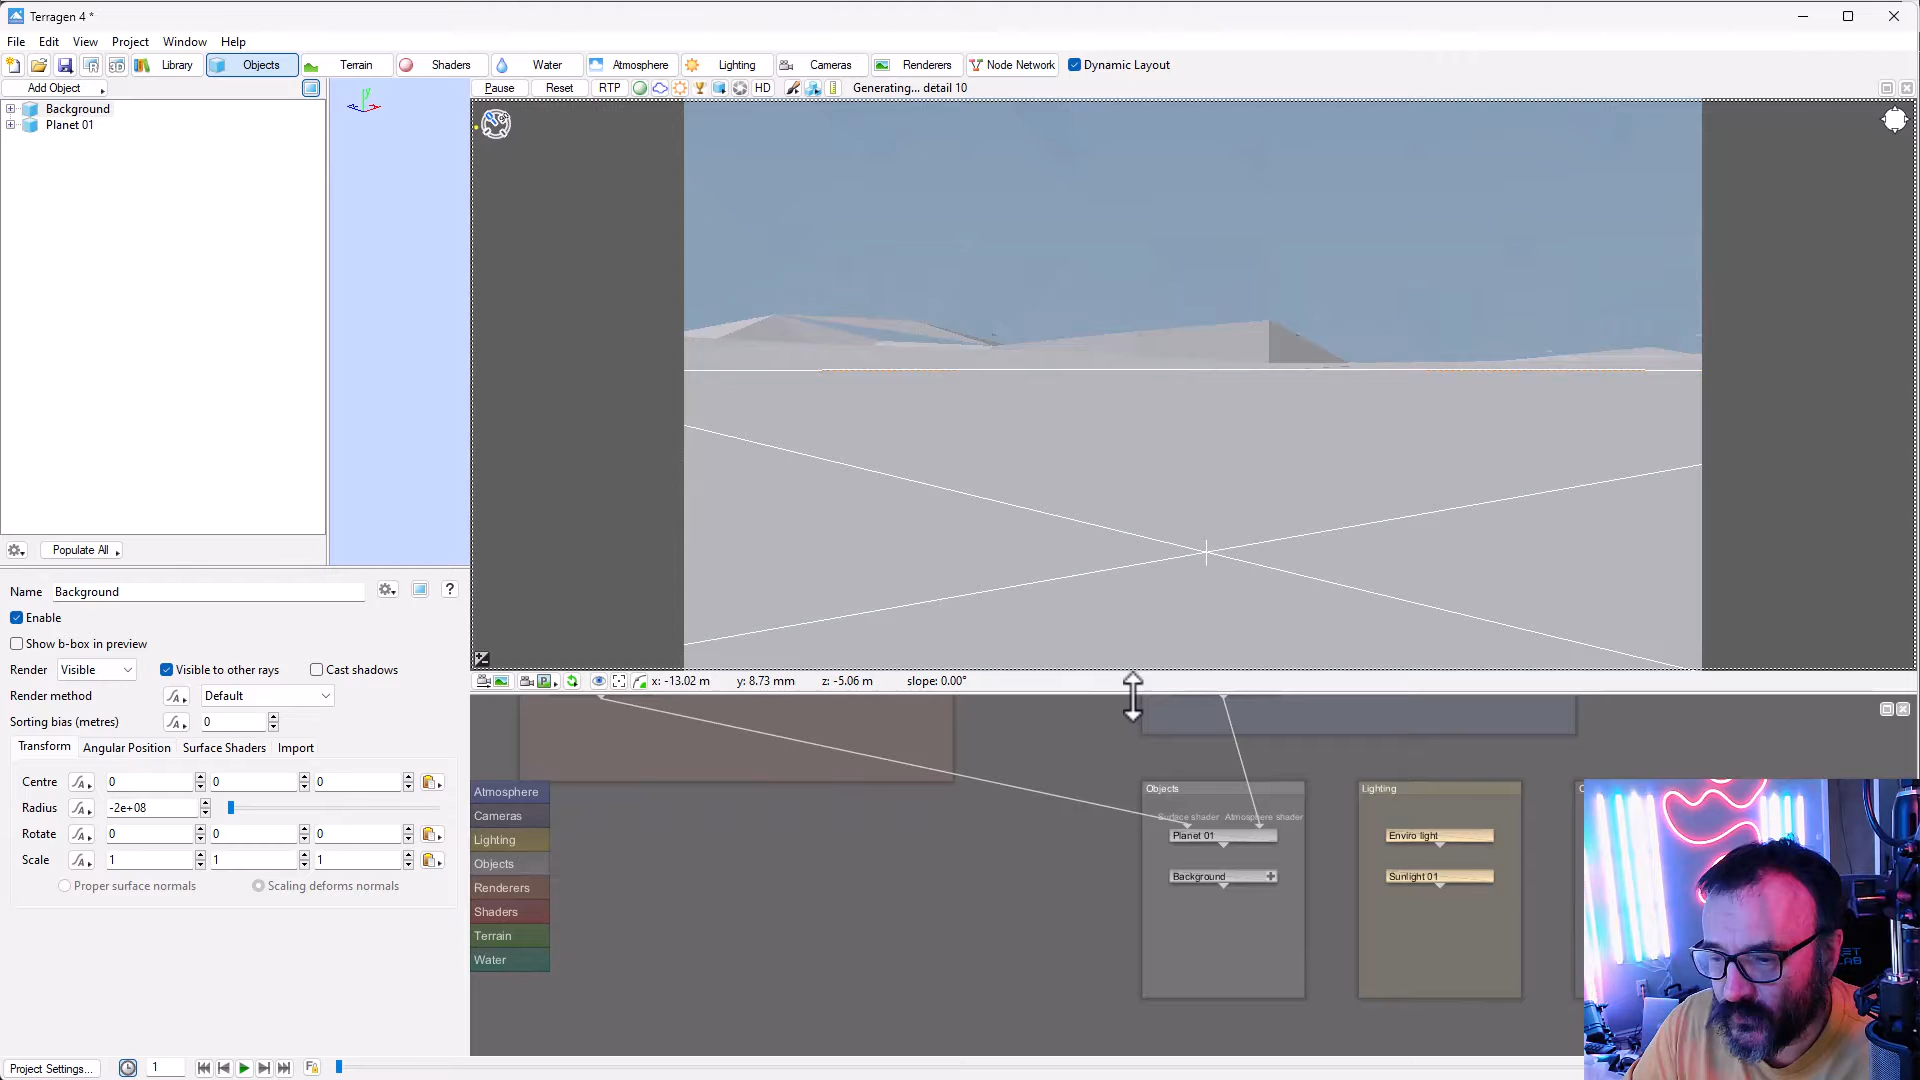 Terragen 4 *
File Edit View Project Window Help
Library Objects Terrain Shaders Water Atmosphere Lighting Cameras Renderers Node Network Dynamic Layout
Add Object
Pause Reset RTP HD Generating... detail 10
Background
Planet 01
y
Populate All
Name Background
Enable
Show b-box in preview
Render Visible Visible to other rays Cast shadows
Render method Default
Sorting bias (metres) 0
Transform Angular Position Surface Shaders Import
Centre 0 0 0
Radius -2e+08
Rotate 0 0 0
Scale 1 1 1
Proper surface normals Scaling deforms normals
x: -13.02 m y: 8.73 mm z: -5.06 m slope: 0.00°
Atmosphere
Cameras
Lighting
Objects
Renderers
Shaders
Terrain
Water
Objects
Surface shader Atmosphere shader
Planet 01
Background
Lighting
Enviro light
Sunlight 01
Project Settings... 1